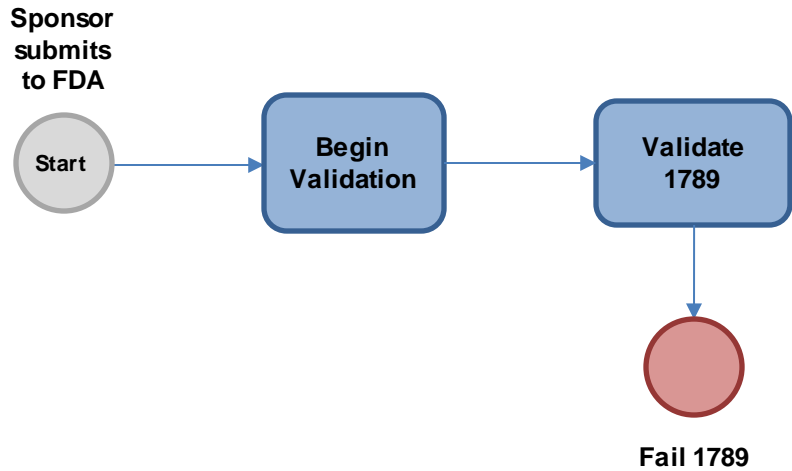 Sponsor
submits
to FDA
Start
Begin
Validation
Validate
1789
Fail 1789